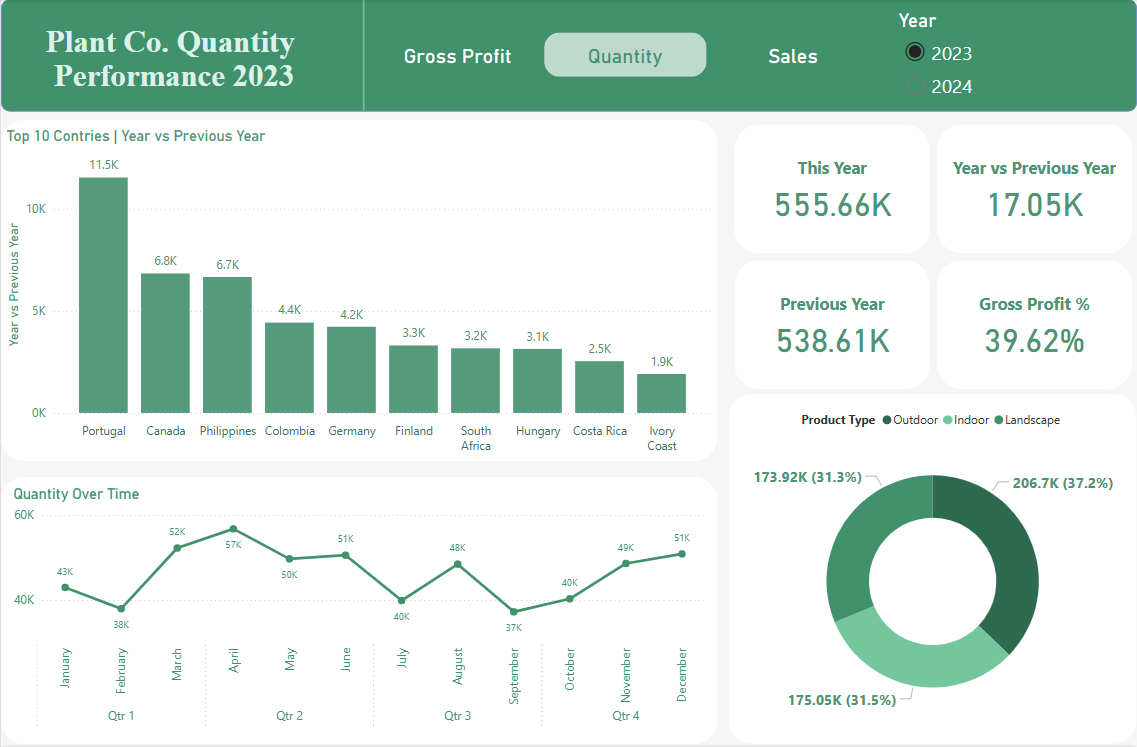 Plant Co. Quantity
Performance 2023
Gross Profit
Quantity
Sales
Year
2023
2024
Top 10 Contries | Year vs Previous Year
Year vs Previous Year
10K
5K
0K
11.5K
6.8K
6.7K
4.4K
4.2K
3.3K
3.2K
3.1K
2.5K
1.9K
Portugal
Canada
Philippines
Colombia
Germany
Finland
South
Africa
Hungary
Costa Rica
Ivory
Coast
This Year
555.66K
Year vs Previous Year
17.05K
Previous Year
538.61K
Gross Profit %
39.62%
Quantity Over Time
60K
40K
43K
38K
52K
57K
50K
51K
40K
48K
37K
40K
49K
51K
January
February
March
April
May
June
July
August
September
October
November
December
Qtr 1
Qtr 2
Qtr 3
Qtr 4
Product Type Outdoor Indoor Landscape
173.92K (31.3%)
206.7K (37.2%)
175.05K (31.5%)